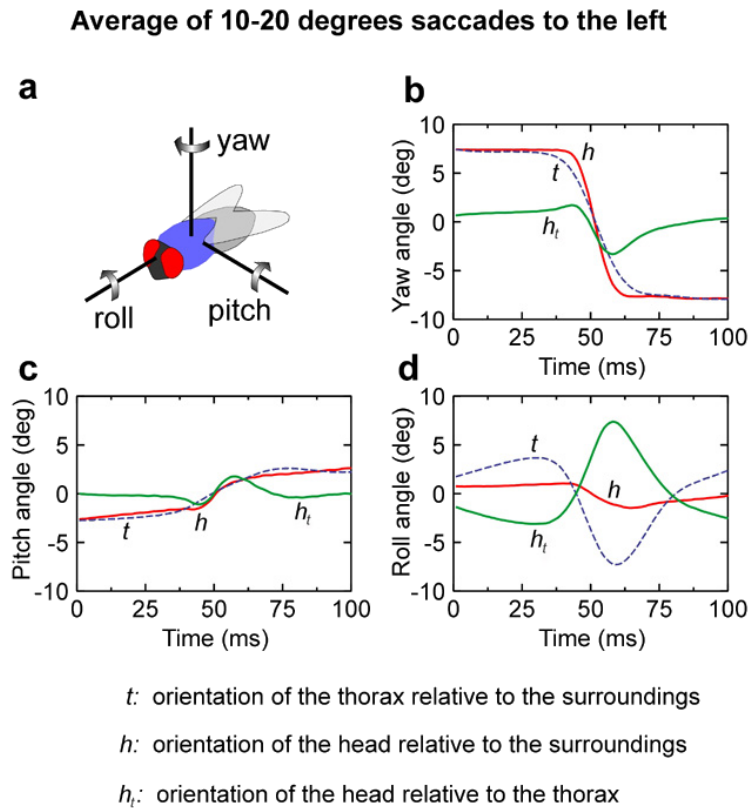 Average of 10-20 degrees saccades to the left
a
yaw
roll
pitch
b
Yaw angle (deg)
10
5
0
-5
-10
h
t
hₜ
0 25 50 75 100
Time (ms)
c
Pitch angle (deg)
10
5
0
-5
-10
t
h
hₜ
0 25 50 75 100
Time (ms)
d
Roll angle (deg)
10
5
0
-5
-10
t
h
hₜ
0 25 50 75 100
Time (ms)
t: orientation of the thorax relative to the surroundings
h: orientation of the head relative to the surroundings
hₜ: orientation of the head relative to the thorax